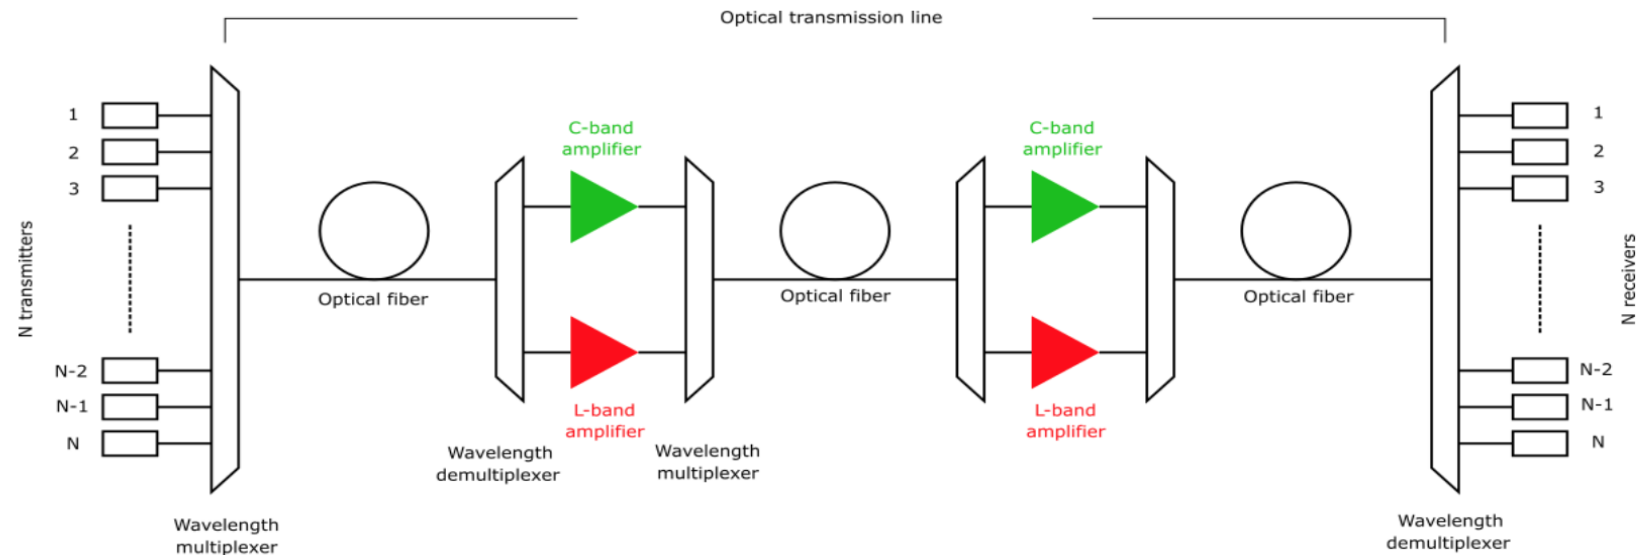 Optical transmission line
N transmitters
1
2
3
N-2
N-1
N
Wavelength
multiplexer
Optical fiber
C-band
amplifier
L-band
amplifier
Wavelength
demultiplexer
Wavelength
multiplexer
Optical fiber
C-band
amplifier
L-band
amplifier
Optical fiber
Wavelength
demultiplexer
1
2
3
N-2
N-1
N
N receivers